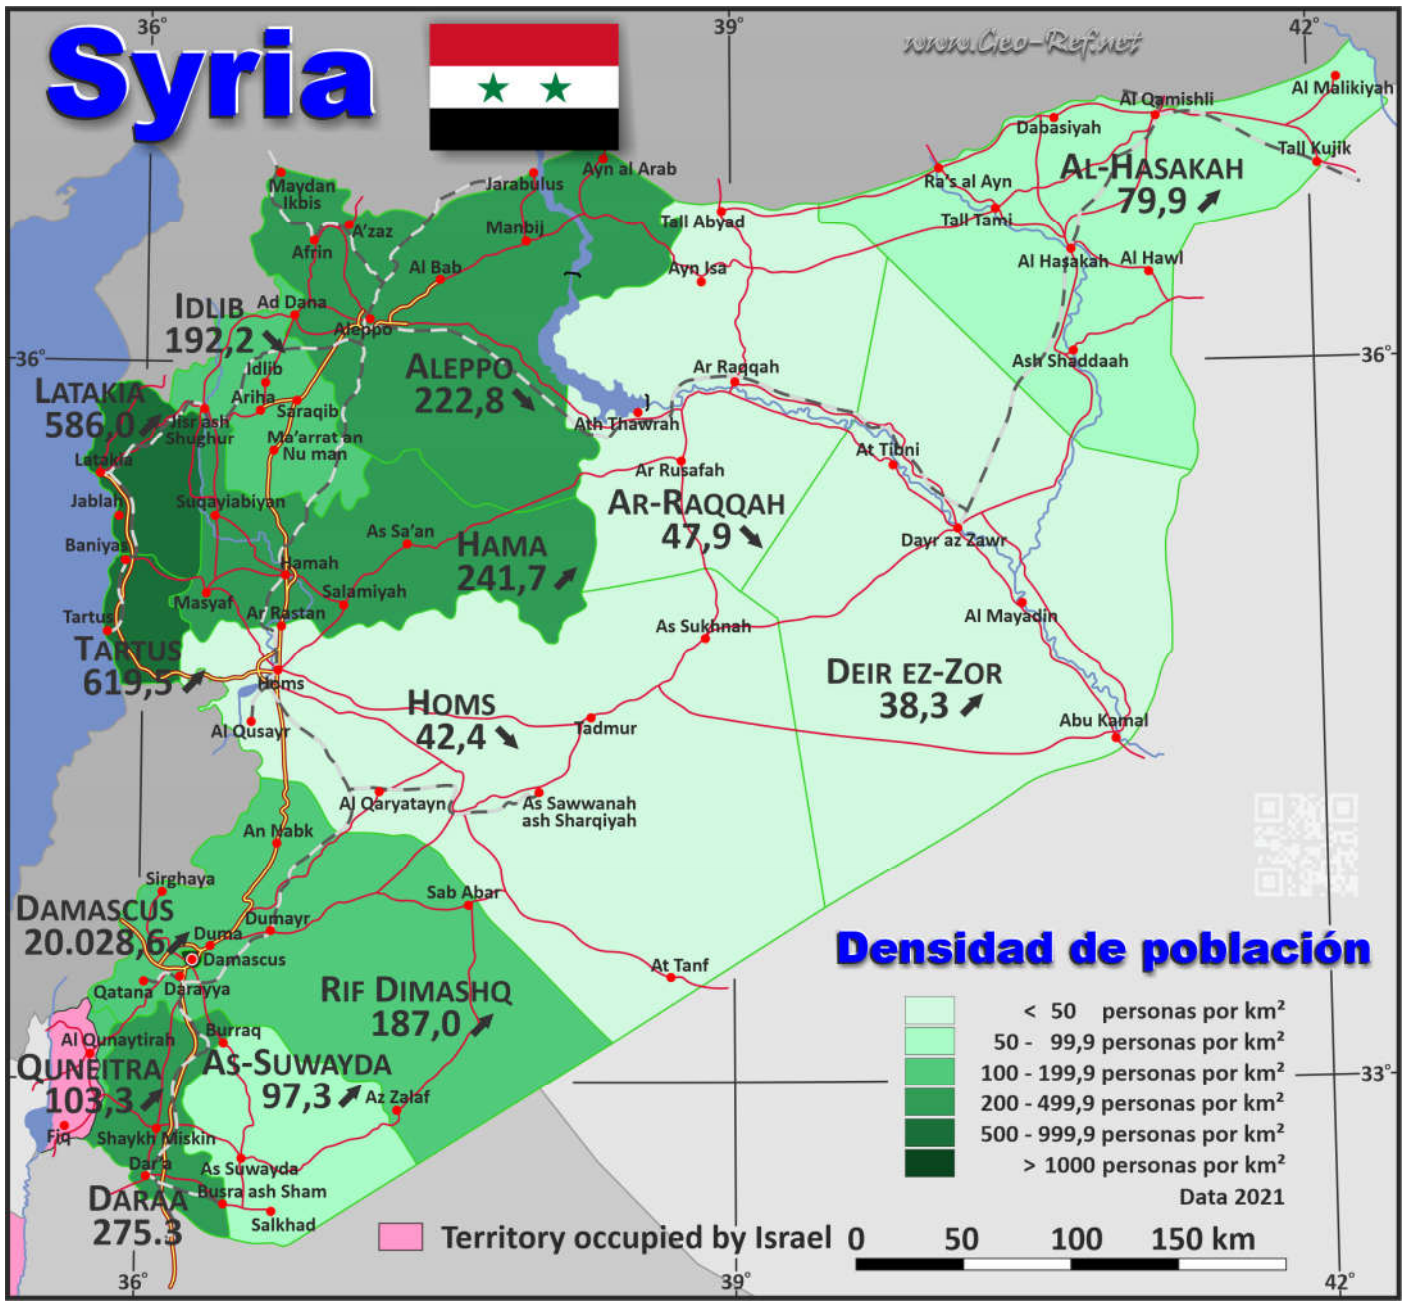 36°
39°
42°
Syria
www.Geo-Ref.net
Al Malikiyah
Al Qamishli
Dabasiyah
Tall Kujik
Ayn al Arab
Jarabulus
Maydan
Ikbis
Ra's al Ayn
AL-HASAKAH
79,9
Tall Tami
Tall Abyad
A'zaz
Afrin
Manbij
Al Bab
Ayn Isa
Al Hasakah
Al Hawl
IDLIB
192,2
Ad Dana
Aleppo
36°
36°
Idlib
ALEPPO
222,8
Ar Raqqah
Ash Shaddaah
LATAKIA
586,0
Ariha
Saraqib
Jisr ash
Shughur
Ma'arrat an
Nu man
Ath Thawrah
At Tibni
Latakia
Ar Rusafah
Jablah
Suqaylabiyan
AR-RAQQAH
47,9
As Sa'an
HAMA
241,7
Dayr az Zawr
Baniyas
Hamah
Salamiyah
Masyaf
Ar Rastan
Tartus
As Sukhnah
Al Mayadin
TARTUS
619,5
Homs
DEIR EZ-ZOR
38,3
HOMS
42,4
Al Qusayr
Tadmur
Abu Kamal
Al Qaryatayn
As Sawwanah
ash Sharqiyah
An Nabk
Sirghaya
Sab Abar
DAMASCUS
20.028,6
Dumayr
Duma
Damascus
At Tanf
Qatana
Darayya
RIF DIMASHQ
187,0
Al Qunaytirah
Burraq
QUNEITRA
103,3
AS-SUWAYDA
97,3
Az Zalaf
Fiq
Shaykh Miskin
Dar'a
As Suwayda
DARAA
275.3
Busra ash Sham
Salkhad
Densidad de población
< 50 personas por km²
50 - 99,9 personas por km²
100 - 199,9 personas por km²
33°
200 - 499,9 personas por km²
500 - 999,9 personas por km²
> 1000 personas por km²
Data 2021
Territory occupied by Israel
0 50 100 150 km
36°
39°
42°